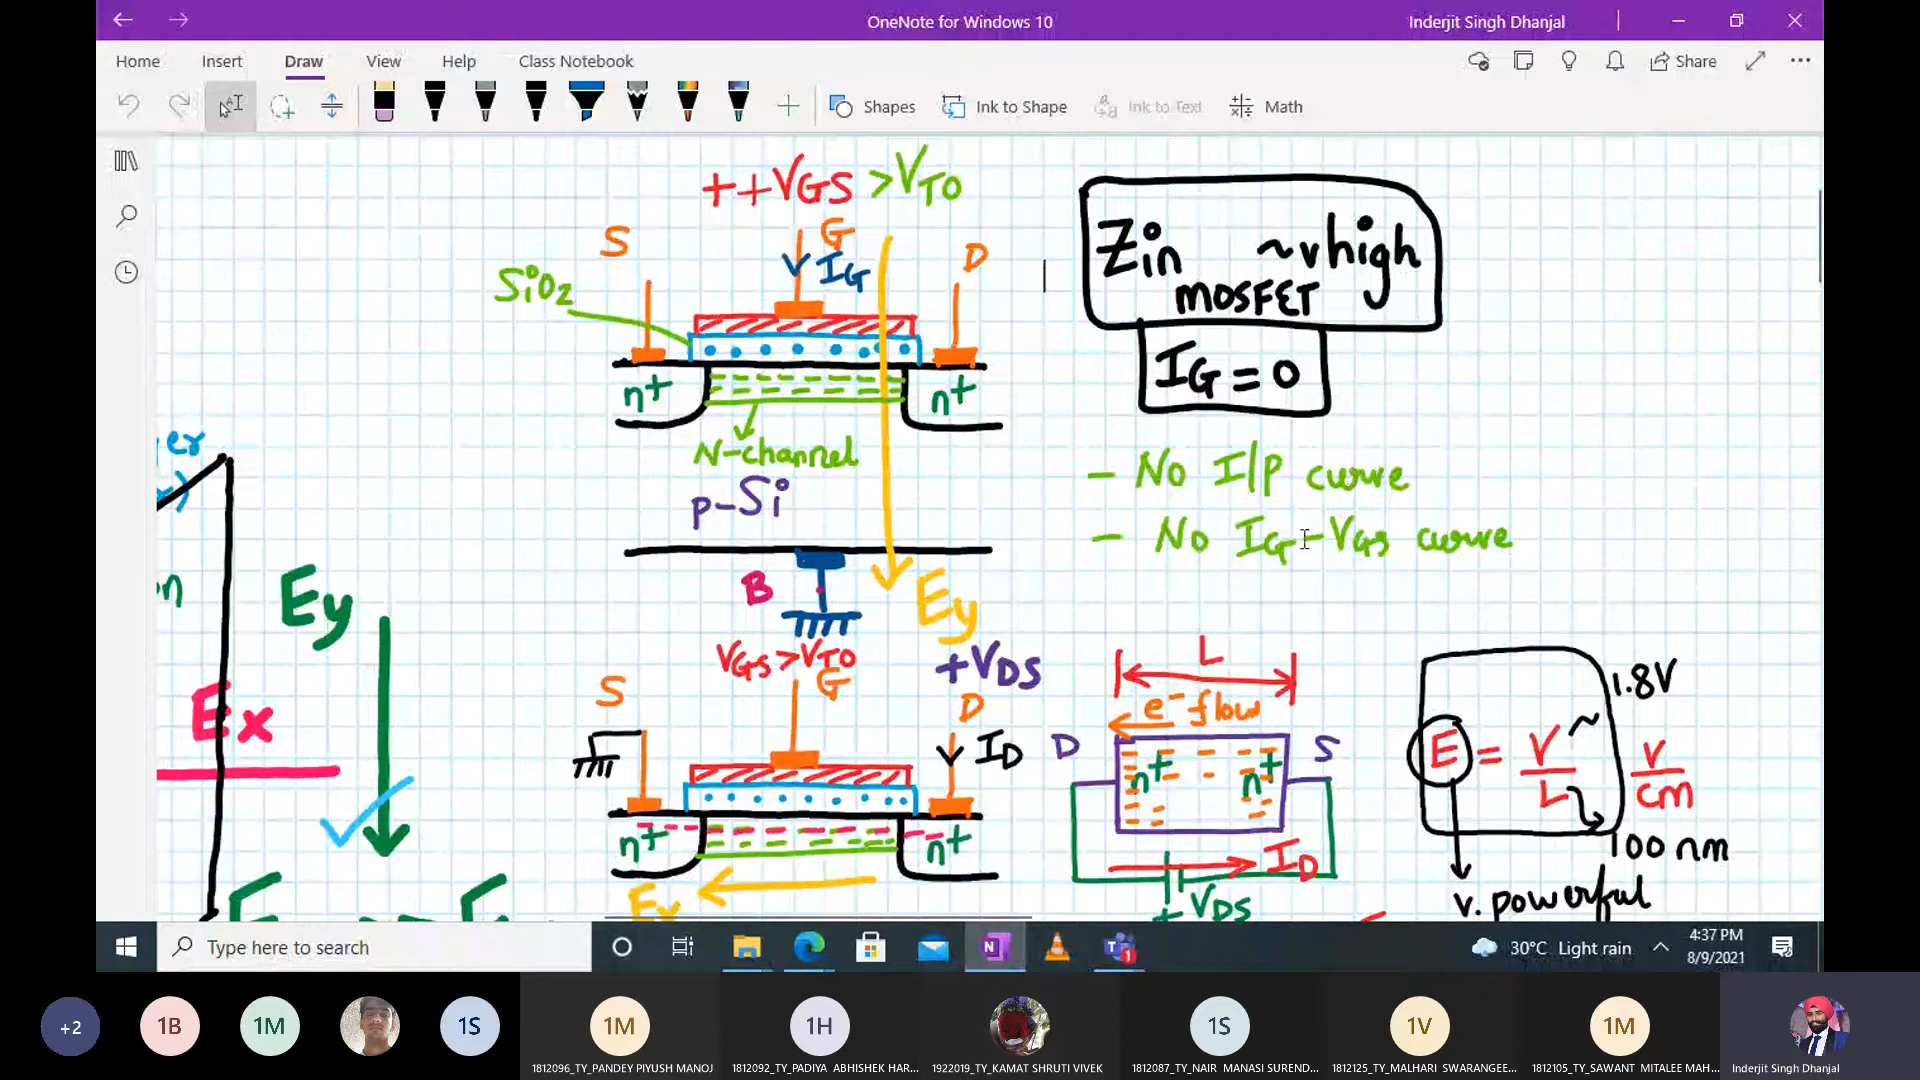 OneNote for Windows 10
Inderjit Singh Dhanjal
Home Insert Draw View Help Class Notebook
Share
Shapes Ink to Shape Ink to Text Math
++VGS >VTO
S G D
IG
SiO2
n+ n+
N-channel
p-Si
B
Ey
Zin ~vhigh
MOSFET
IG = 0
- No I/P curve
- No IG-VGS curve
er
n
Ey
Ex
VGS >VTO
+VDS
S G D
ID
n+ n+
Ex
L
e- flow
D S
n+ n+
ID
+ VDS
E = V/L ~ 1.8V
V/cm
100 nm
v. powerful
Type here to search
30°C Light rain
4:37 PM
8/9/2021
1
+2 1B 1M 1S 1M 1H 1S 1V 1M
1812096_TY_PANDEY PIYUSH MANOJ
1812092_TY_PADIYA ABHISHEK HAR...
1922019_TY_KAMAT SHRUTI VIVEK
1812087_TY_NAIR MANASI SUREND...
1812125_TY_MALHARI SWARANGEE...
1812105_TY_SAWANT MITALEE MAH...
Inderjit Singh Dhanjal